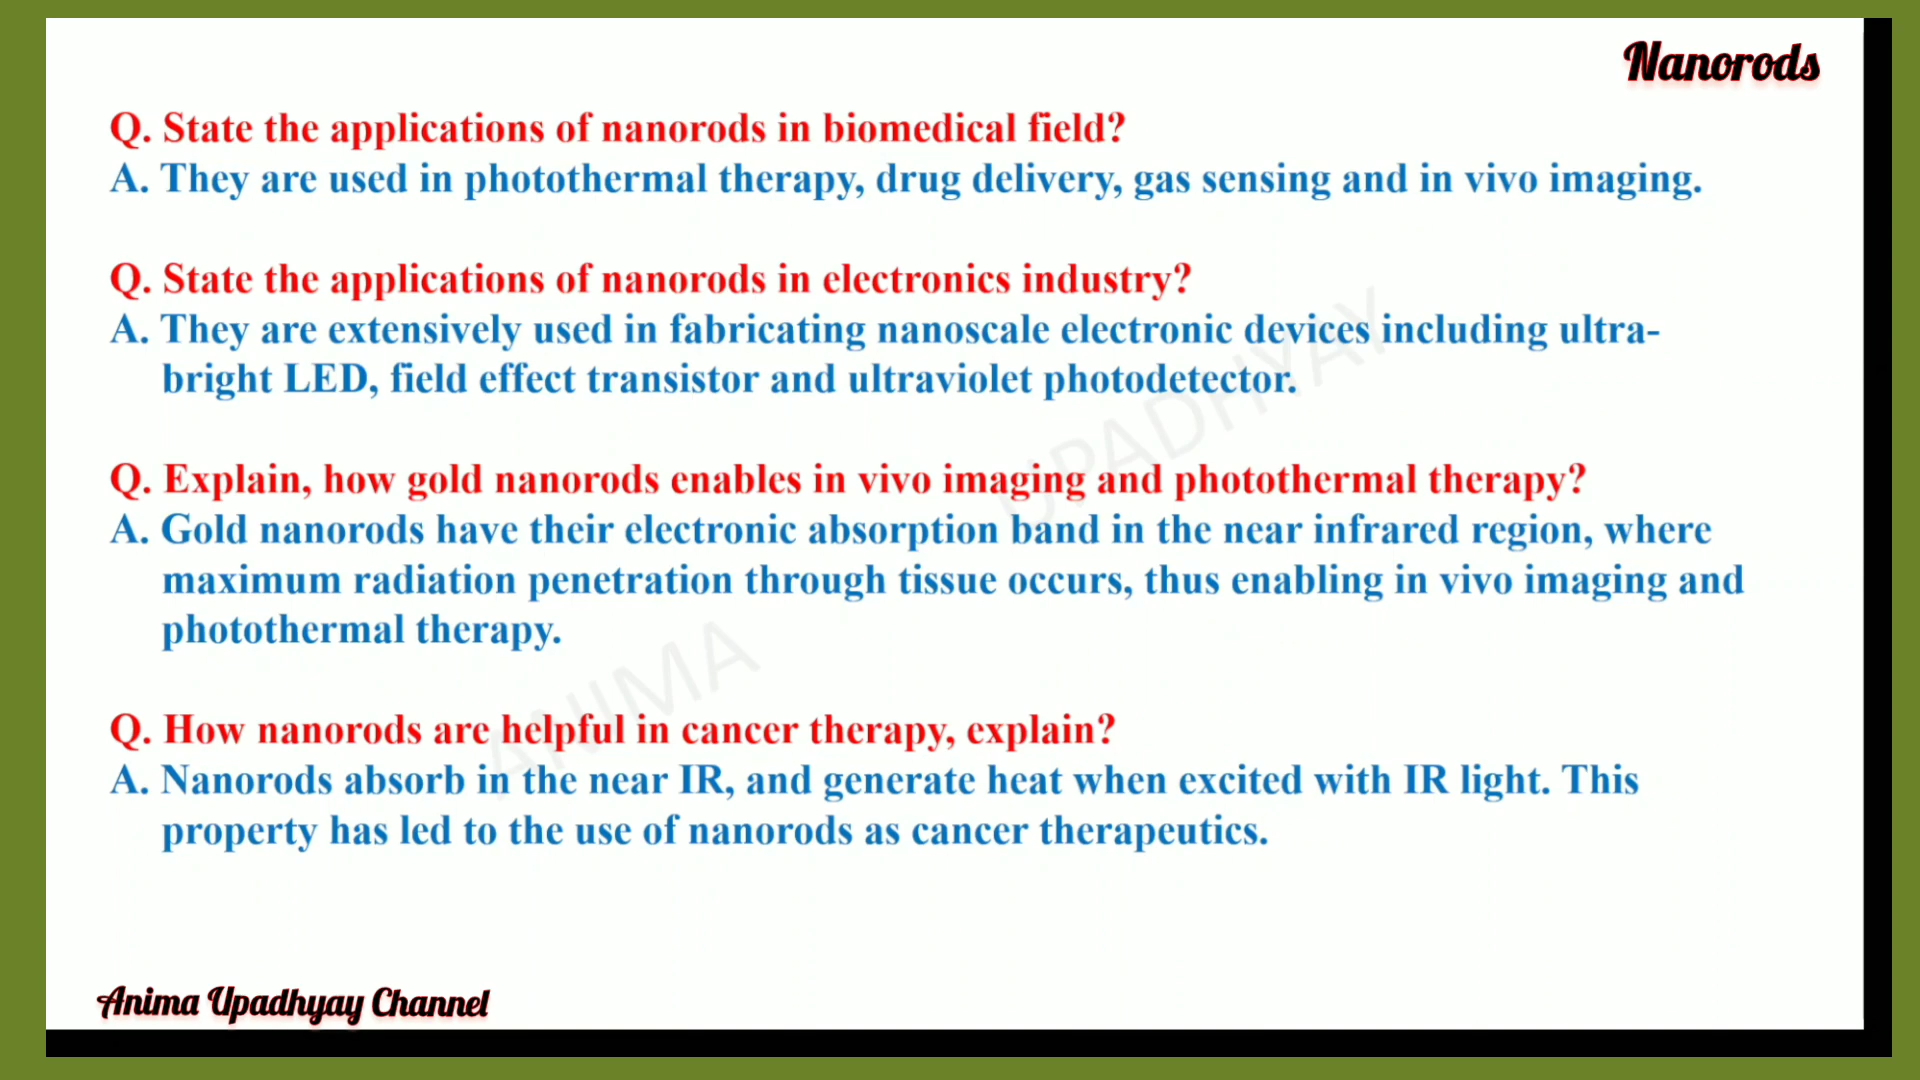 Nanorods
Q. State the applications of nanorods in biomedical field?
A. They are used in photothermal therapy, drug delivery, gas sensing and in vivo imaging.
Q. State the applications of nanorods in electronics industry?
A. They are extensively used in fabricating nanoscale electronic devices including ultra-
bright LED, field effect transistor and ultraviolet photodetector.
Q. Explain, how gold nanorods enables in vivo imaging and photothermal therapy?
A. Gold nanorods have their electronic absorption band in the near infrared region, where
maximum radiation penetration through tissue occurs, thus enabling in vivo imaging and
photothermal therapy.
Q. How nanorods are helpful in cancer therapy, explain?
A. Nanorods absorb in the near IR, and generate heat when excited with IR light. This
property has led to the use of nanorods as cancer therapeutics.
ANIMA UPADHYAY
Anima Upadhyay Channel